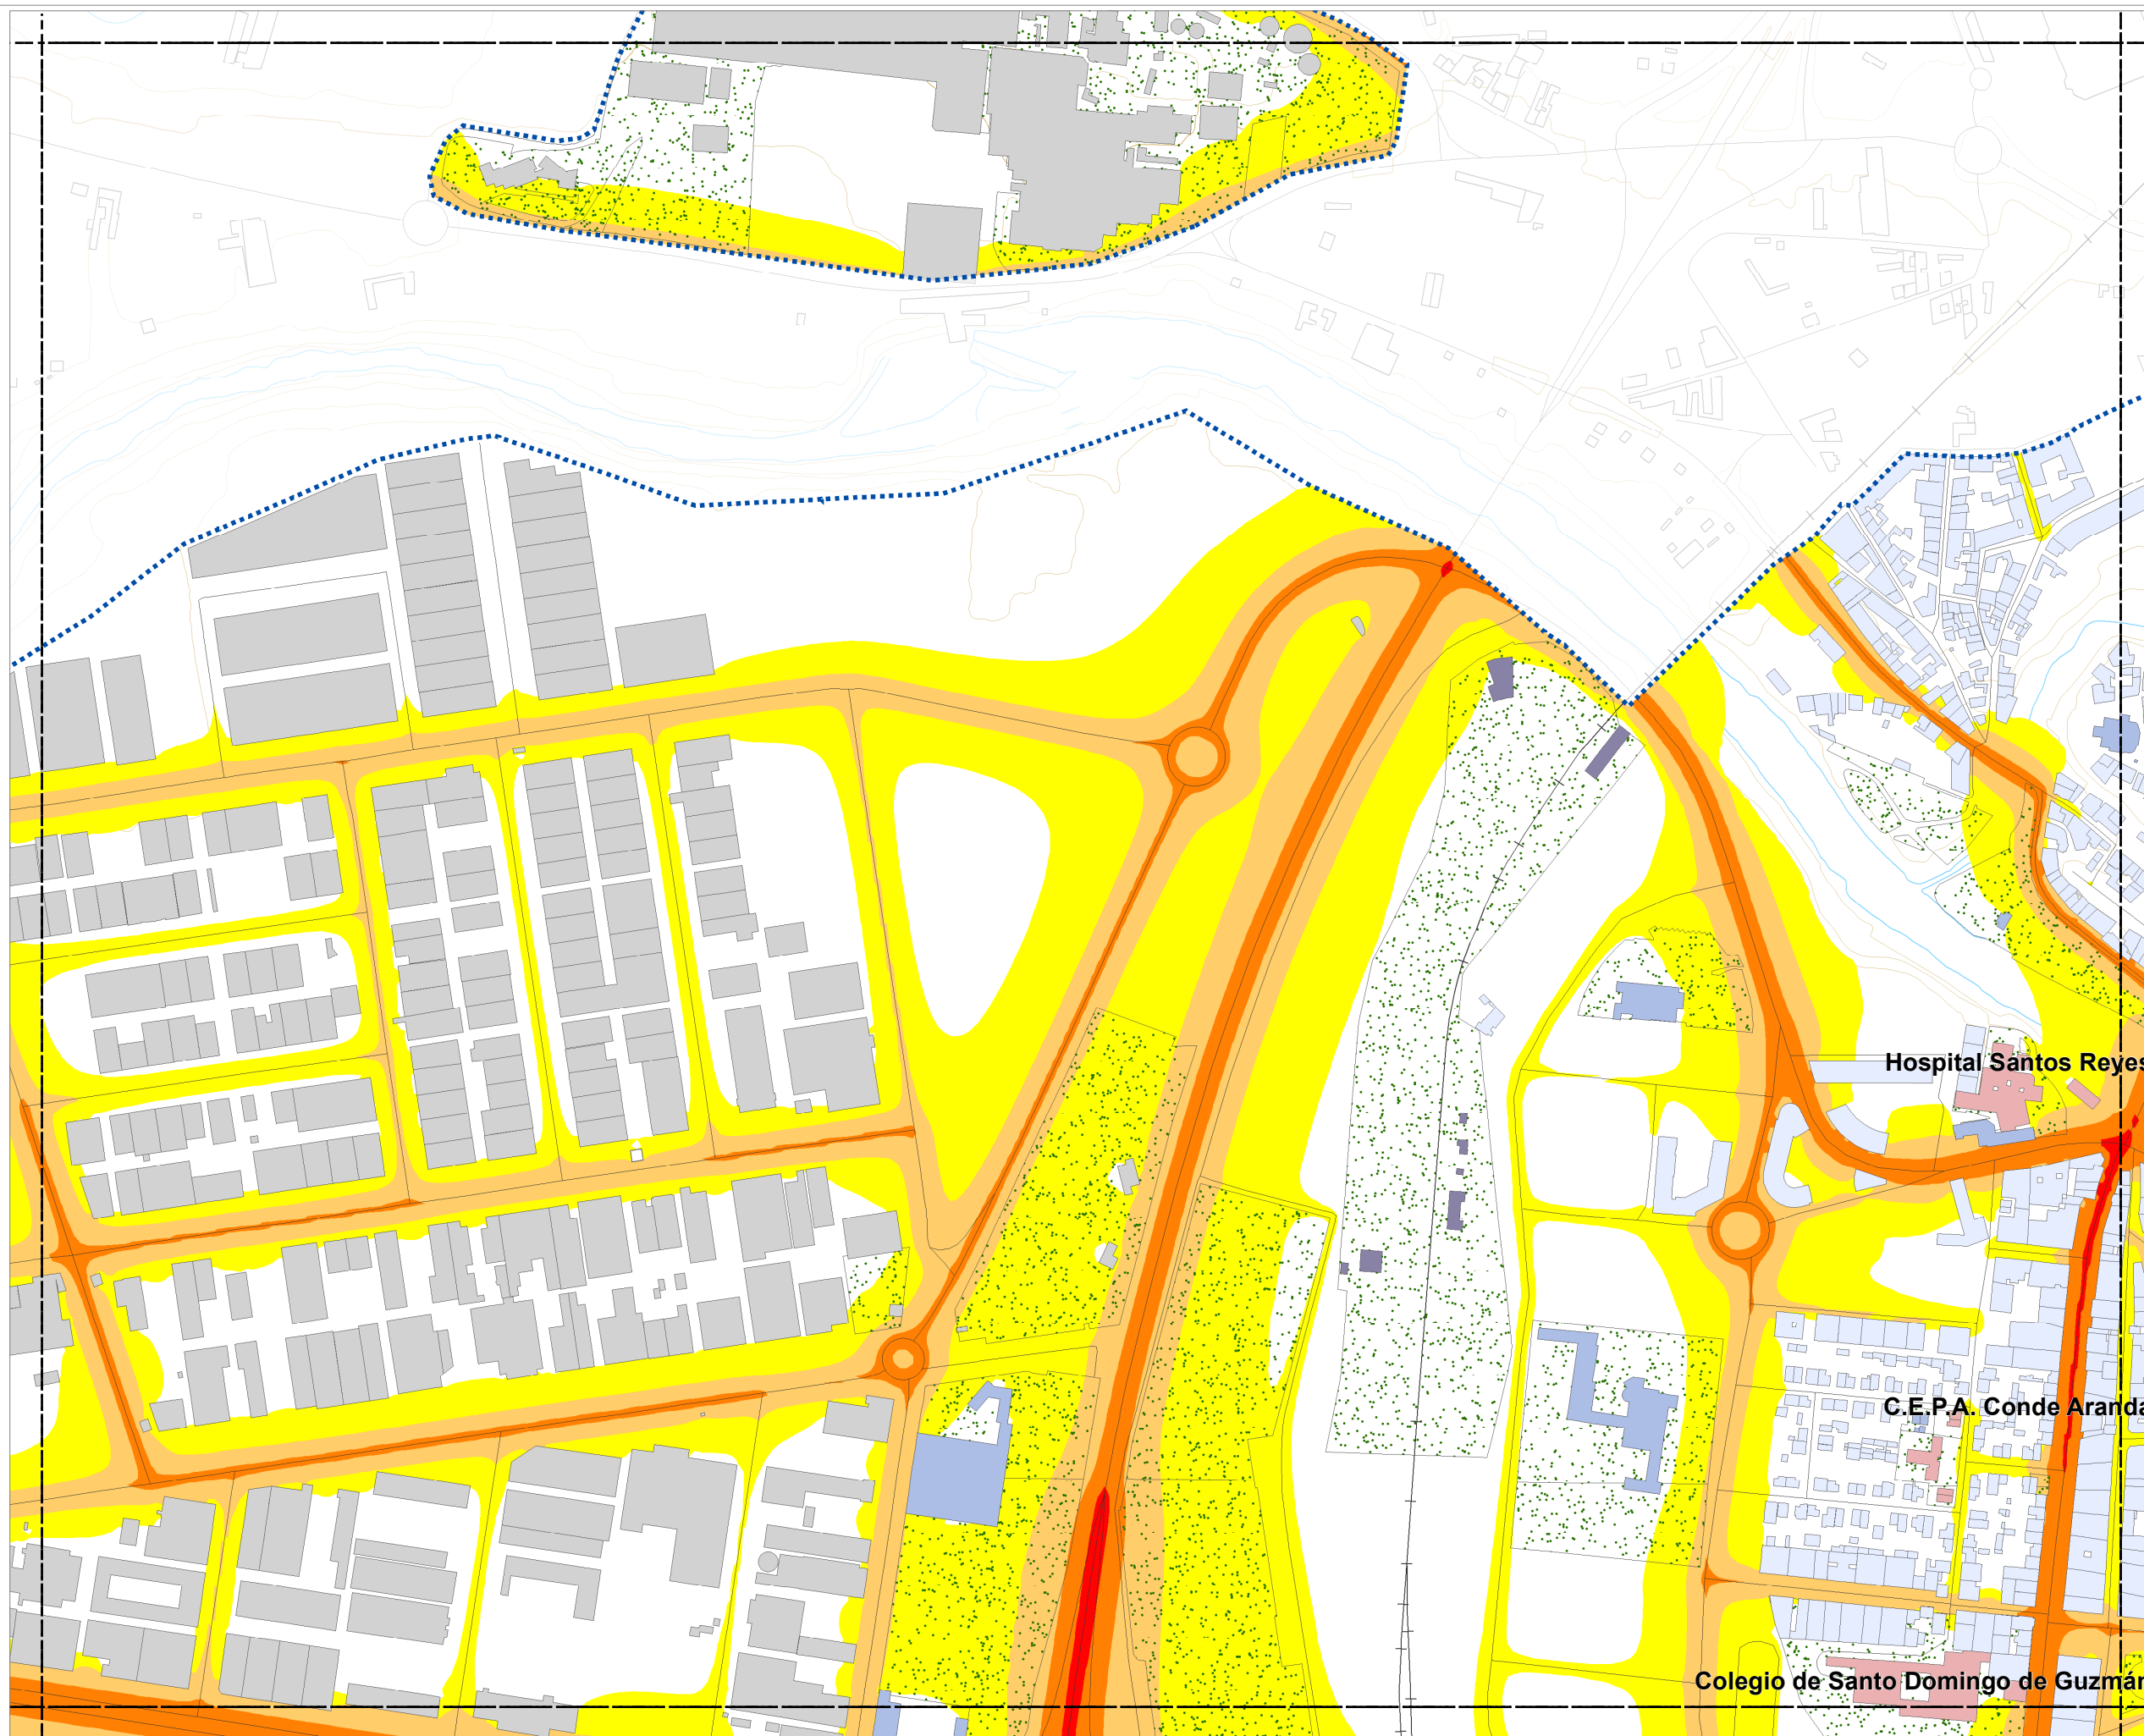 Hospital Santos Reyes
C.E.P.A. Conde Aranda
Colegio de Santo Domingo de Guzmán